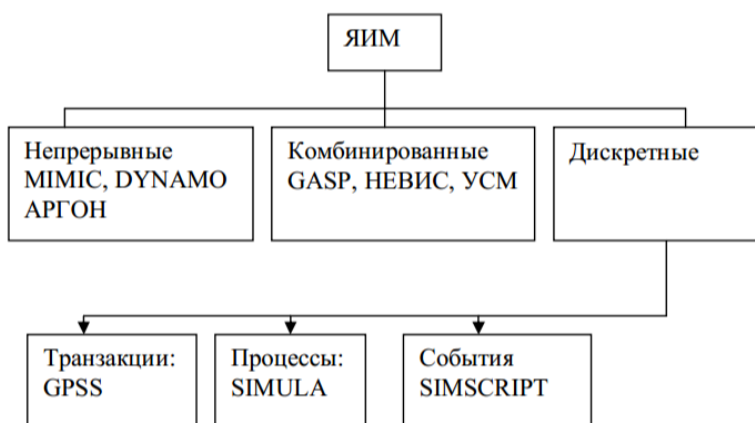 ЯИМ
Непрерывные
MIMIC, DYNAMO
АРГОН
Комбинированные
GASP, НЕВИС, УСМ
Дискретные
Транзакции:
GPSS
Процессы:
SIMULA
События
SIMSCRIPT